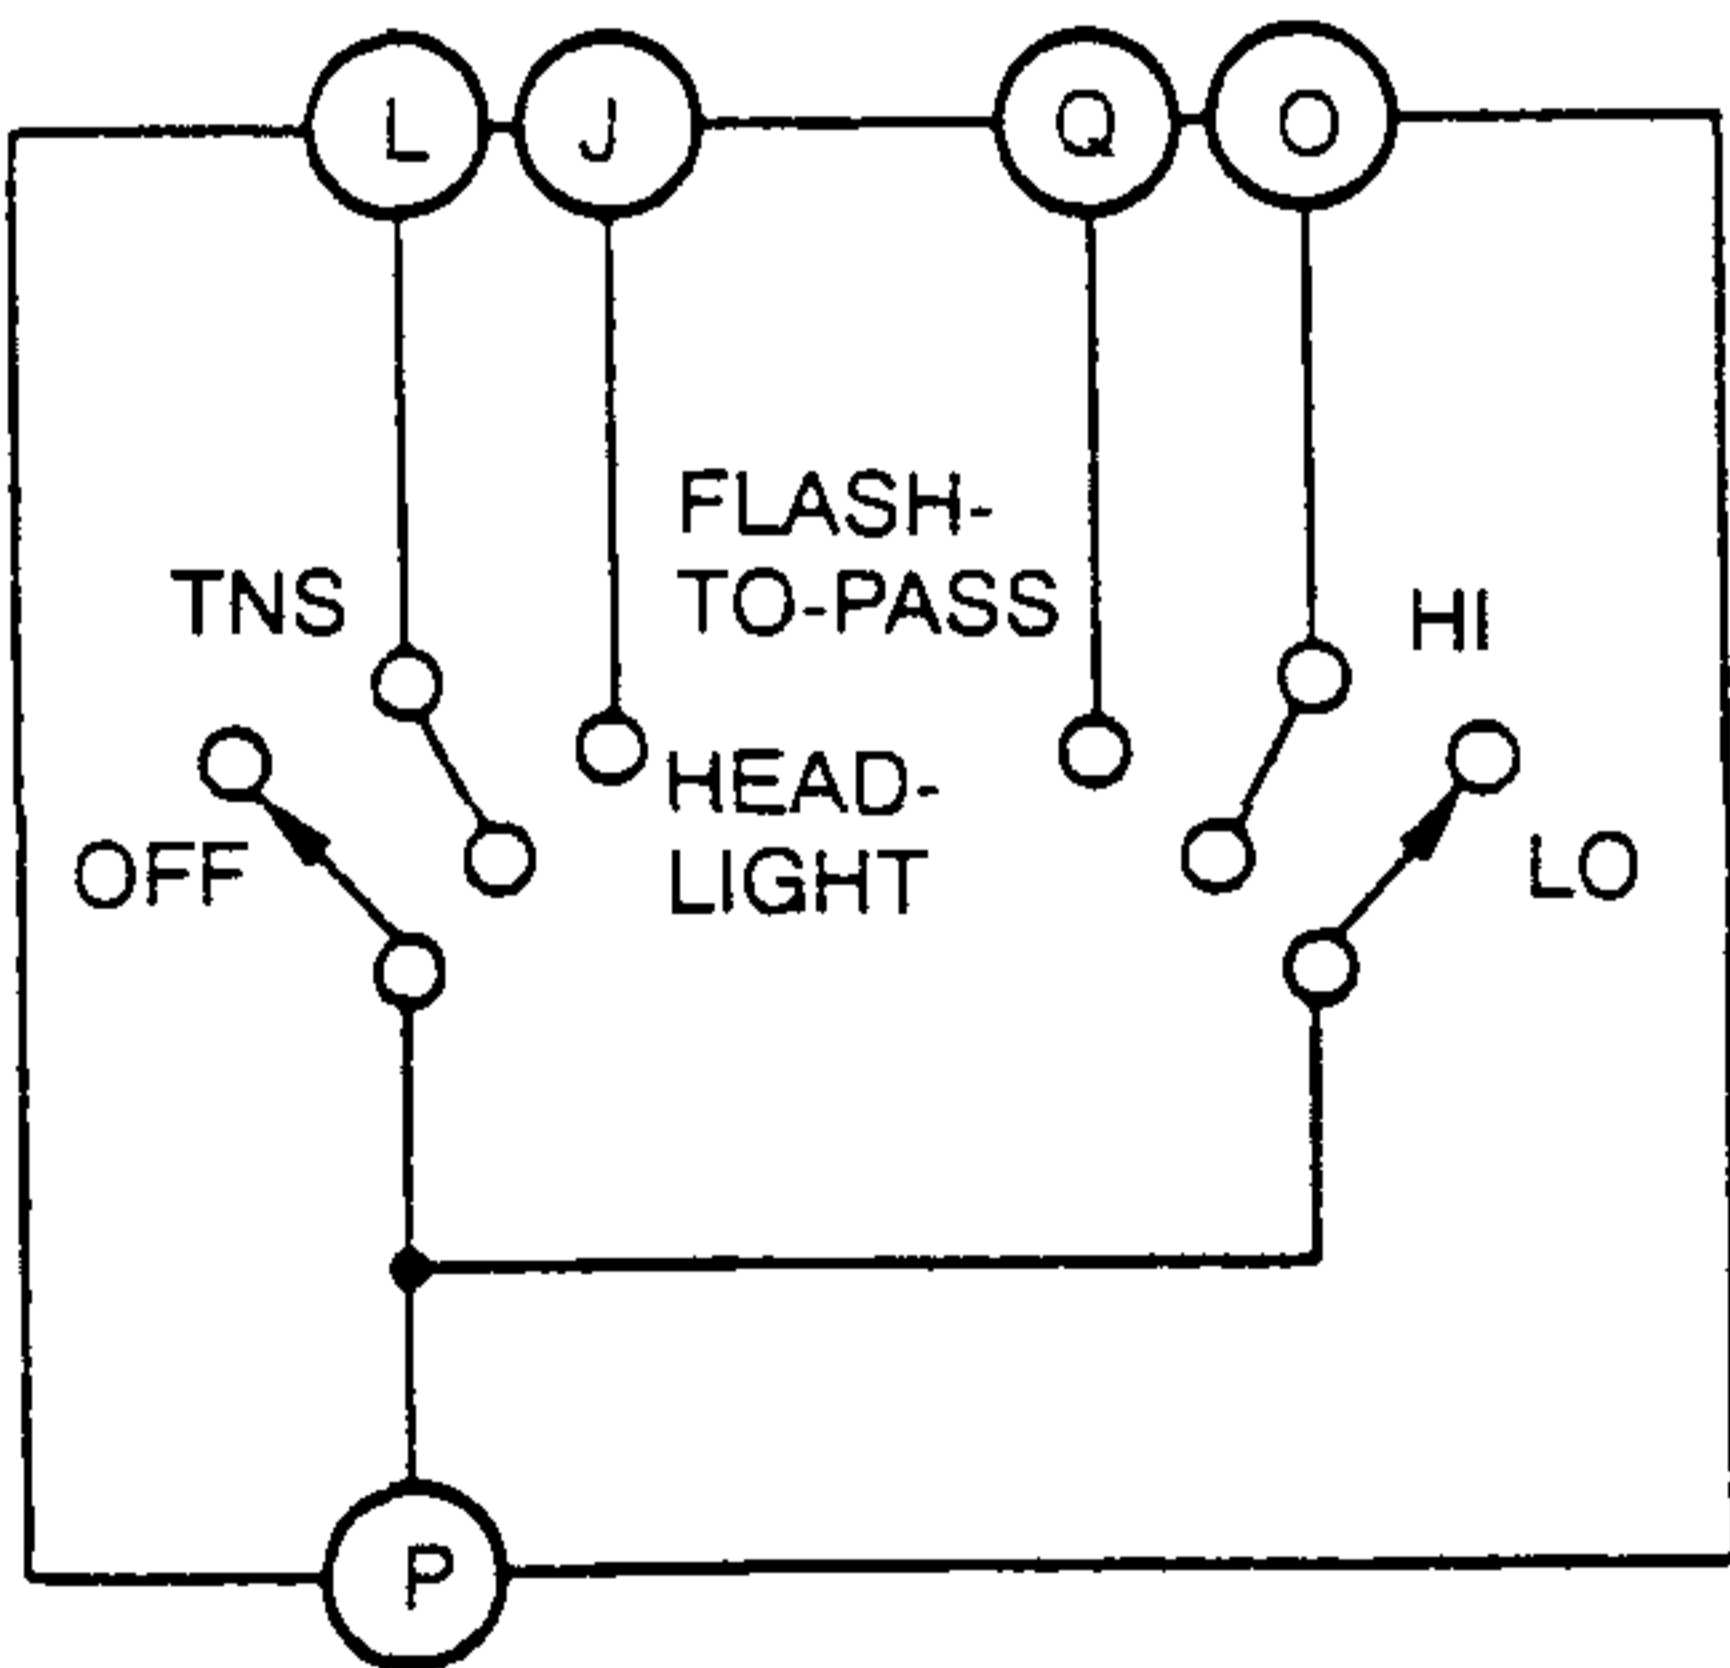 L J Q O
FLASH-
TO-PASS
TNS
HI
HEAD-
LIGHT
OFF
LO
P